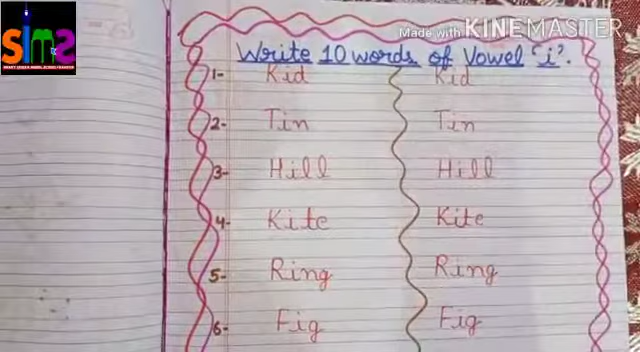 sims
Made with KINEMASTER
Write 10 words of Vowel 'i'.
1- Kid Kid
2- Tin Tin
3- Hill Hill
4- Kite Kite
5- Ring Ring
6- Fig Fig